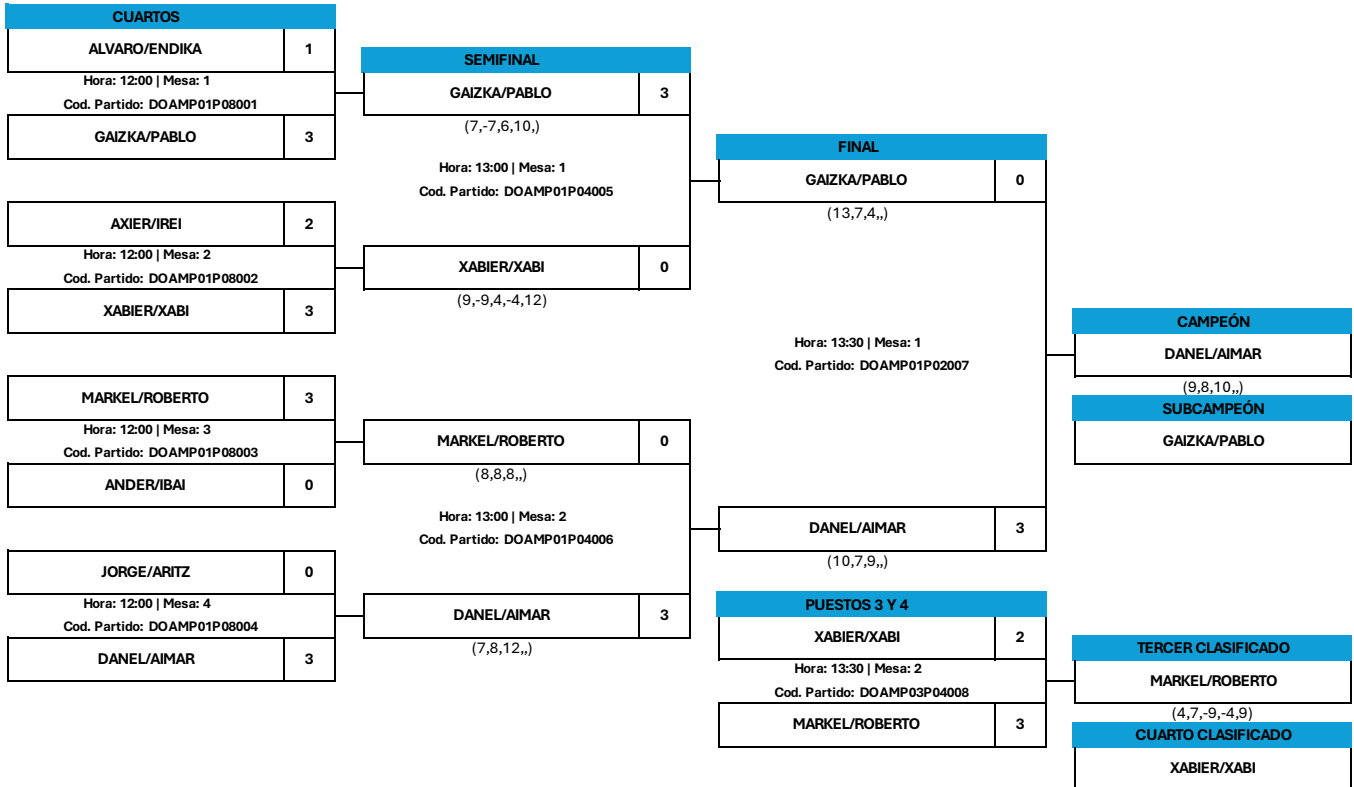 CUARTOS
ALVARO/ENDIKA 1
Hora: 12:00 | Mesa: 1
Cod. Partido: DOAMP01P08001
GAIZKA/PABLO 3
AXIER/IREI 2
Hora: 12:00 | Mesa: 2
Cod. Partido: DOAMP01P08002
XABIER/XABI 3
MARKEL/ROBERTO 3
Hora: 12:00 | Mesa: 3
Cod. Partido: DOAMP01P08003
ANDER/IBAI 0
JORGE/ARITZ 0
Hora: 12:00 | Mesa: 4
Cod. Partido: DOAMP01P08004
DANEL/AIMAR 3
SEMIFINAL
GAIZKA/PABLO 3
(7,-7,6,10,)
Hora: 13:00 | Mesa: 1
Cod. Partido: DOAMP01P04005
XABIER/XABI 0
(9,-9,4,-4,12)
MARKEL/ROBERTO 0
(8,8,8,,)
Hora: 13:00 | Mesa: 2
Cod. Partido: DOAMP01P04006
DANEL/AIMAR 3
(7,8,12,,)
FINAL
GAIZKA/PABLO 0
(13,7,4,,)
Hora: 13:30 | Mesa: 1
Cod. Partido: DOAMP01P02007
DANEL/AIMAR 3
(10,7,9,,)
PUESTOS 3 Y 4
XABIER/XABI 2
Hora: 13:30 | Mesa: 2
Cod. Partido: DOAMP03P04008
MARKEL/ROBERTO 3
CAMPEÓN
DANEL/AIMAR
(9,8,10,,)
SUBCAMPEÓN
GAIZKA/PABLO
TERCER CLASIFICADO
MARKEL/ROBERTO
(4,7,-9,-4,9)
CUARTO CLASIFICADO
XABIER/XABI